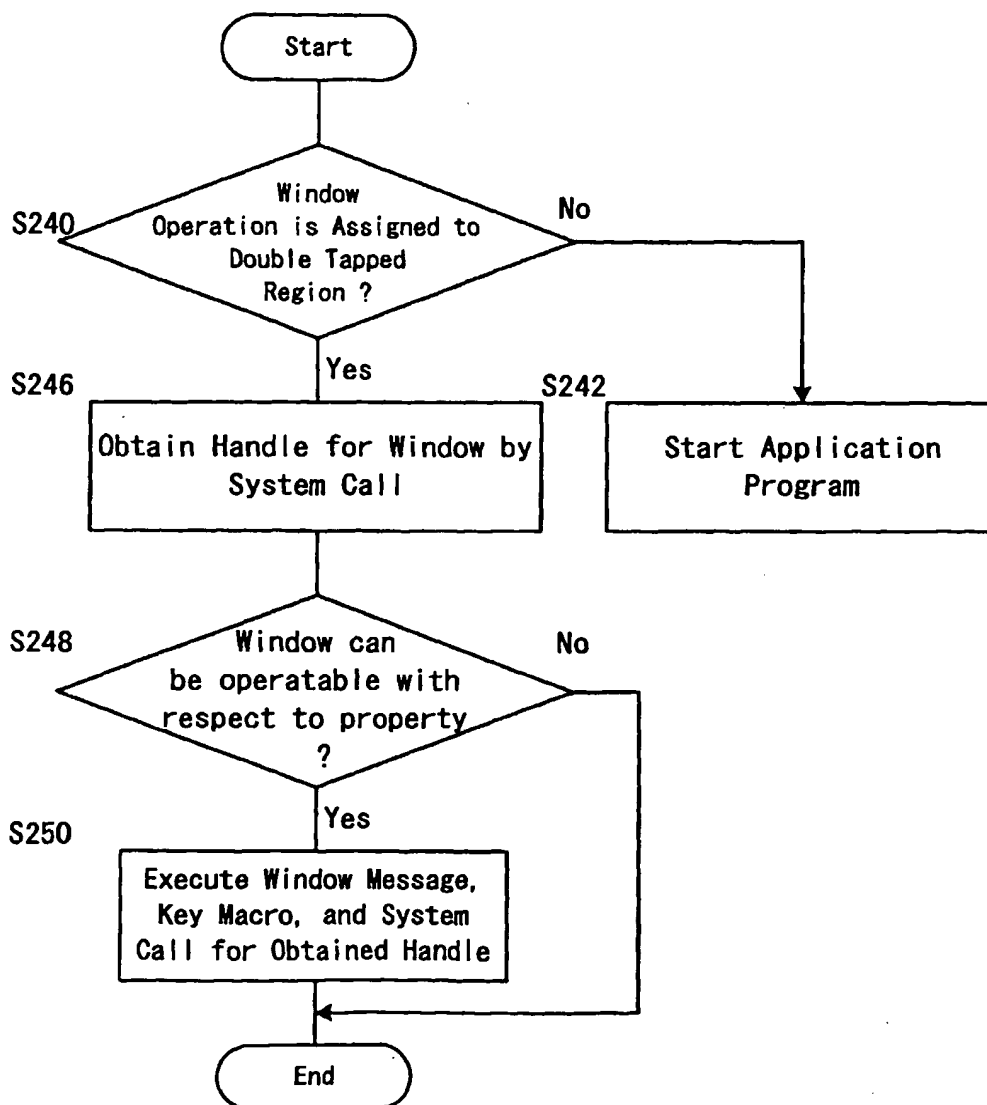 Start
S240
Window
Operation is Assigned to
Double Tapped
Region ?
No
Yes
S246
Obtain Handle for Window by
System Call
S242
Start Application
Program
S248
Window can
be operatable with
respect to property
?
No
Yes
S250
Execute Window Message,
Key Macro, and System
Call for Obtained Handle
End